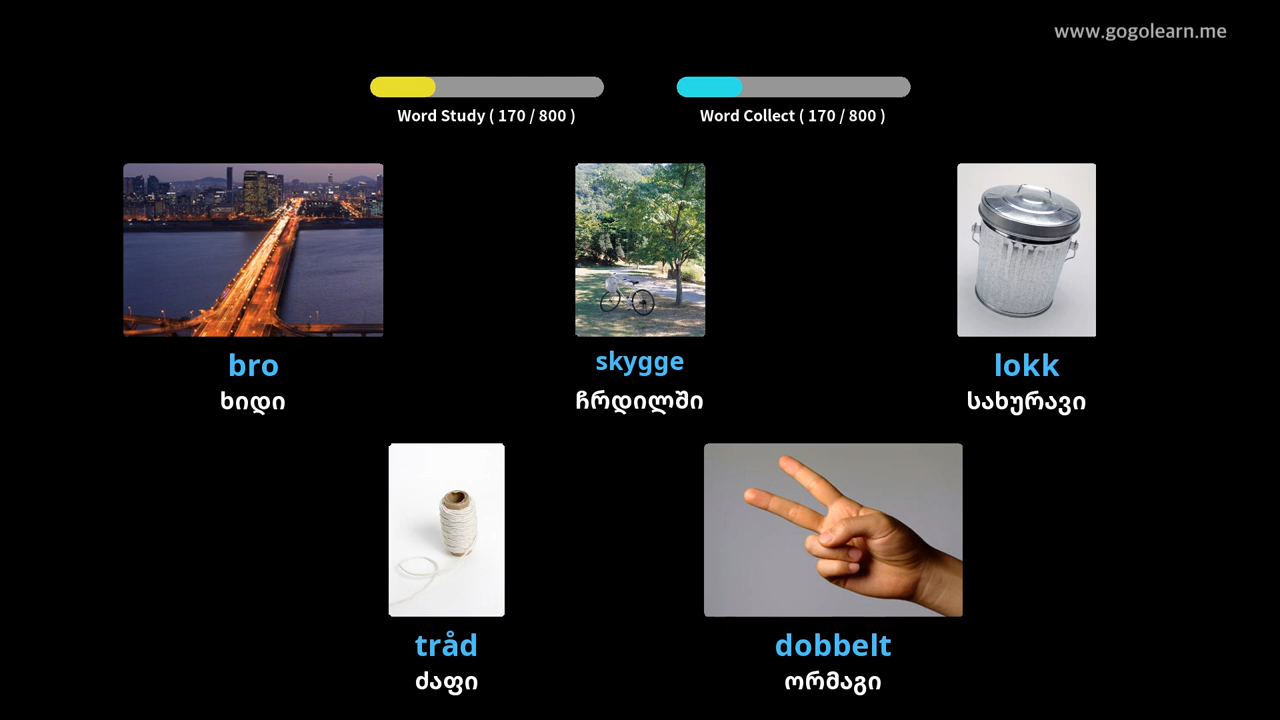 www.gogolearn.me
Word Study ( 170 / 800 )
Word Collect ( 170 / 800 )
bro
ხიდი
skygge
ჩრდილში
lokk
სახურავი
tråd
ძაფი
dobbelt
ორმაგი